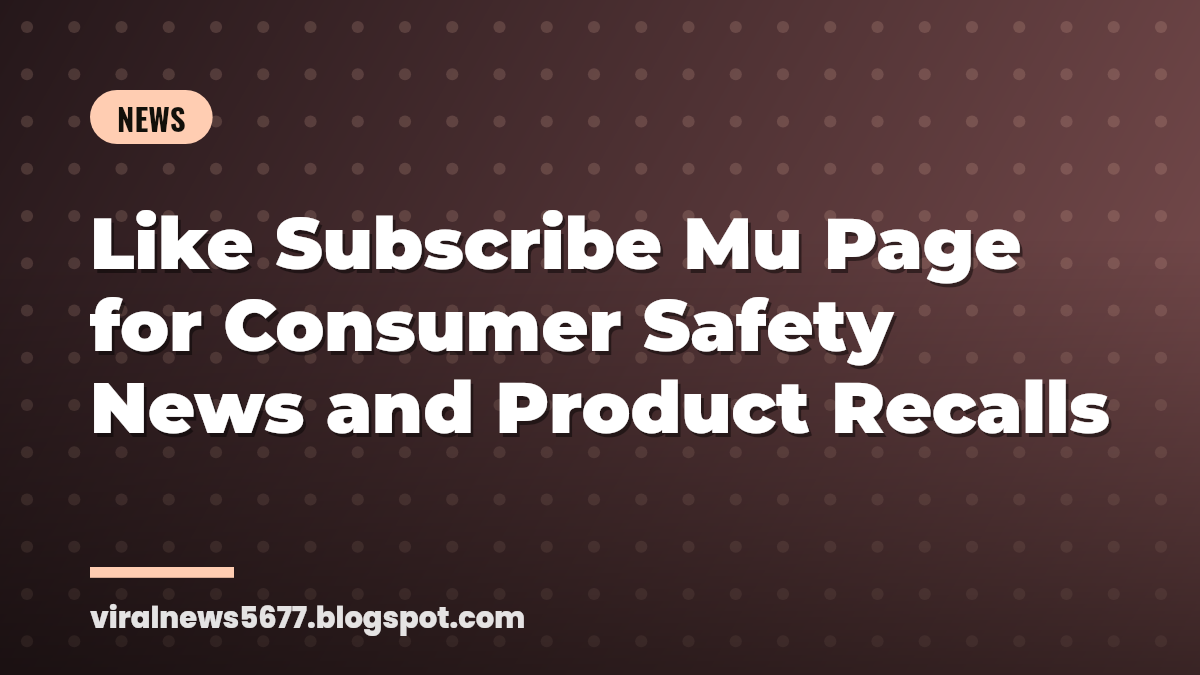 NEWS
Like Subscribe Mu Page
for Consumer Safety
News and Product Recalls
viralnews5677.blogspot.com